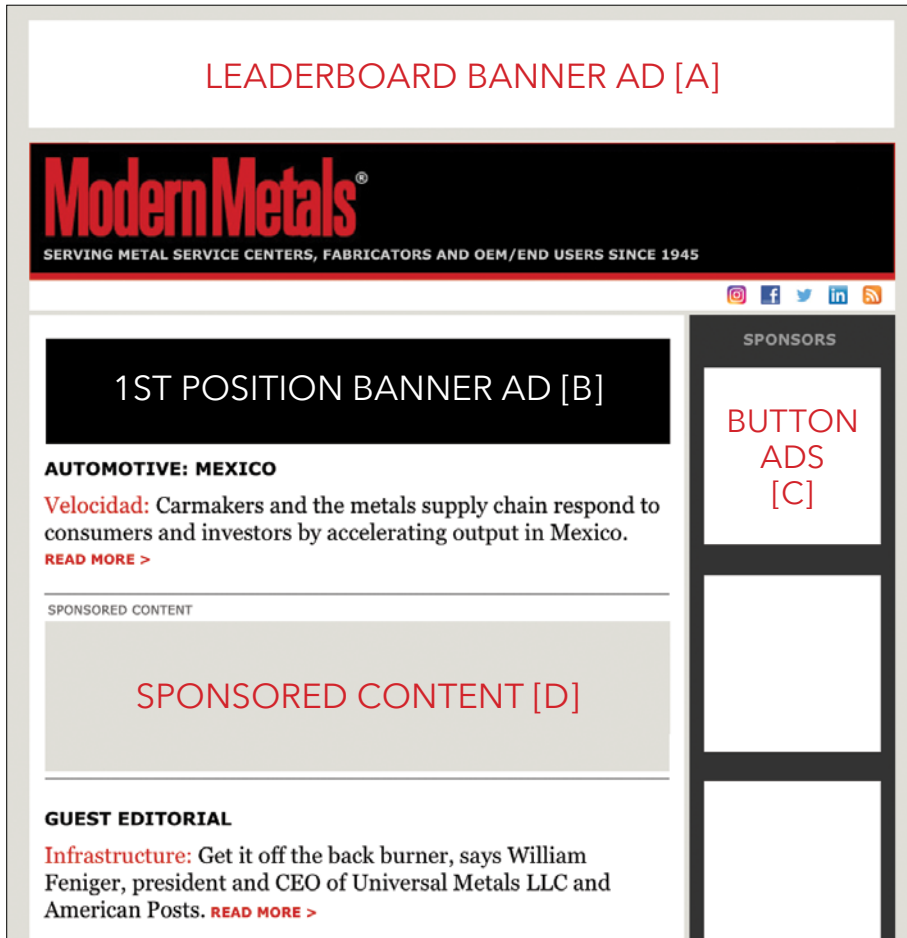 LEADERBOARD BANNER AD [A]
ModernMetals®
SERVING METAL SERVICE CENTERS, FABRICATORS AND OEM/END USERS SINCE 1945
1ST POSITION BANNER AD [B]
AUTOMOTIVE: MEXICO
Velocidad: Carmakers and the metals supply chain respond to
consumers and investors by accelerating output in Mexico.
READ MORE >
SPONSORED CONTENT
SPONSORED CONTENT [D]
GUEST EDITORIAL
Infrastructure: Get it off the back burner, says William
Feniger, president and CEO of Universal Metals LLC and
American Posts. READ MORE >
SPONSORS
BUTTON
ADS
[C]